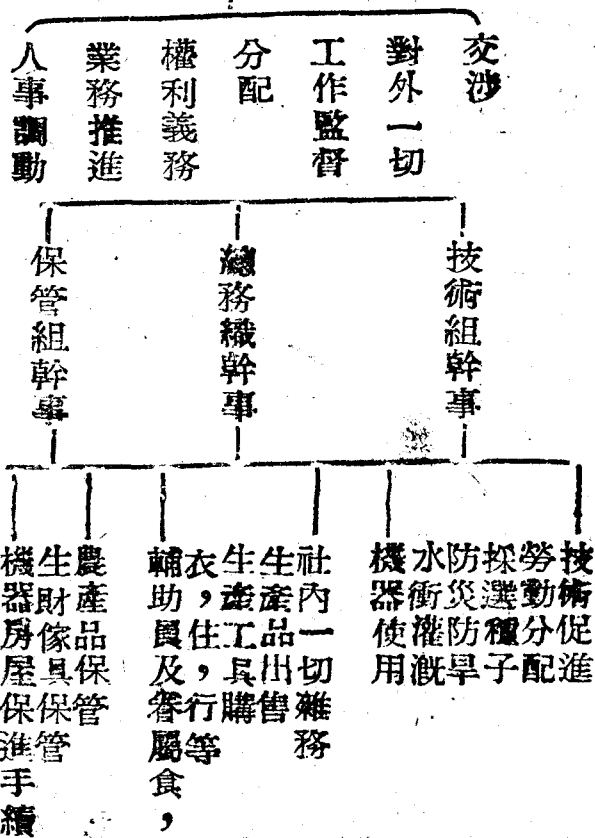 交涉
對外一切
工作監督
分配
權利義務
業務推進
人事調動
技術組幹事
總務織幹事
保管組幹事
技術促進
勞動分配
採選種子
防災防旱
水衝灌溉
機器使用
社內一切雜務
生產品出售
生產工具購
衣，住，行等
輔助員及眷屬食，
農產品保管
生財傢具保管
機器房屋保進手續